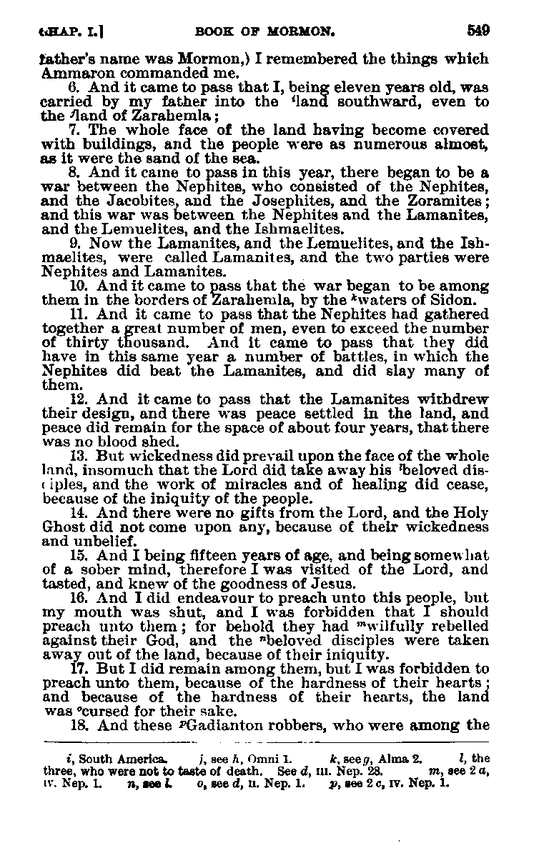 CHAP. I.] BOOK OF MORMON. 549
father's name was Mormon,) I remembered the things which
Ammaron commanded me.
6. And it came to pass that I, being eleven years old, was
carried by my father into the ⁱland southward, even to
the ʲland of Zarahemla;
7. The whole face of the land having become covered
with buildings, and the people were as numerous almost,
as it were the sand of the sea.
8. And it came to pass in this year, there began to be a
war between the Nephites, who consisted of the Nephites,
and the Jacobites, and the Josephites, and the Zoramites;
and this war was between the Nephites and the Lamanites,
and the Lemuelites, and the Ishmaelites.
9. Now the Lamanites, and the Lemuelites, and the Ish-
maelites, were called Lamanites, and the two parties were
Nephites and Lamanites.
10. And it came to pass that the war began to be among
them in the borders of Zarahemla, by the ᵏwaters of Sidon.
11. And it came to pass that the Nephites had gathered
together a great number of men, even to exceed the number
of thirty thousand. And it came to pass that they did
have in this same year a number of battles, in which the
Nephites did beat the Lamanites, and did slay many of
them.
12. And it came to pass that the Lamanites withdrew
their design, and there was peace settled in the land, and
peace did remain for the space of about four years, that there
was no blood shed.
13. But wickedness did prevail upon the face of the whole
land, insomuch that the Lord did take away his ˡbeloved dis-
ciples, and the work of miracles and of healing did cease,
because of the iniquity of the people.
14. And there were no gifts from the Lord, and the Holy
Ghost did not come upon any, because of their wickedness
and unbelief.
15. And I being fifteen years of age, and being somewhat
of a sober mind, therefore I was visited of the Lord, and
tasted, and knew of the goodness of Jesus.
16. And I did endeavour to preach unto this people, but
my mouth was shut, and I was forbidden that I should
preach unto them; for behold they had ᵐwilfully rebelled
against their God, and the ⁿbeloved disciples were taken
away out of the land, because of their iniquity.
17. But I did remain among them, but I was forbidden to
preach unto them, because of the hardness of their hearts;
and because of the hardness of their hearts, the land
was ᵒcursed for their sake.
18. And these ᵖGadianton robbers, who were among the
i, South America. j, see h, Omni 1. k, see g, Alma 2. l, the
three, who were not to taste of death. See d, III. Nep. 28. m, see 2 a,
IV. Nep. 1. n, see l. o, see d, II. Nep. 1. p, see 2 c, IV. Nep. 1.